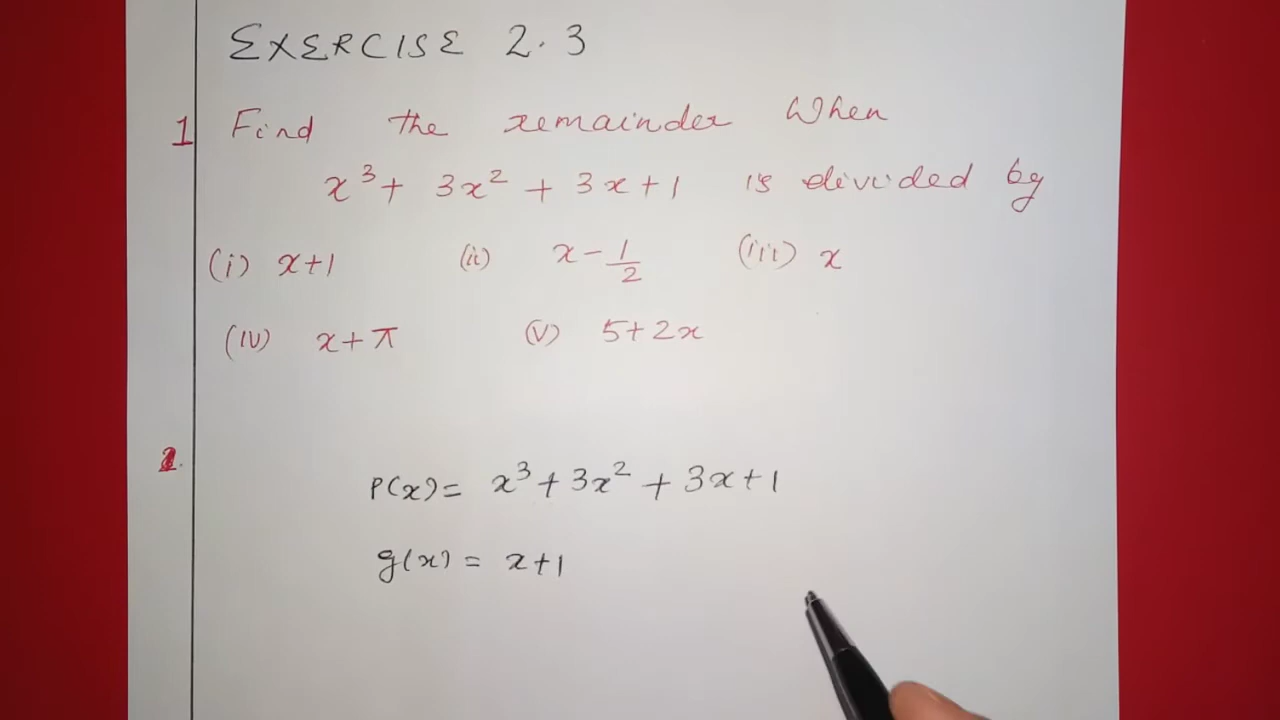 EXERCISE 2.3
1 Find the remainder when
x³ + 3x² + 3x + 1 is divided by
(i) x+1 (ii) x - 1/2 (iii) x
(iv) x + π (v) 5 + 2x
P(x) = x³ + 3x² + 3x + 1
g(x) = x+1